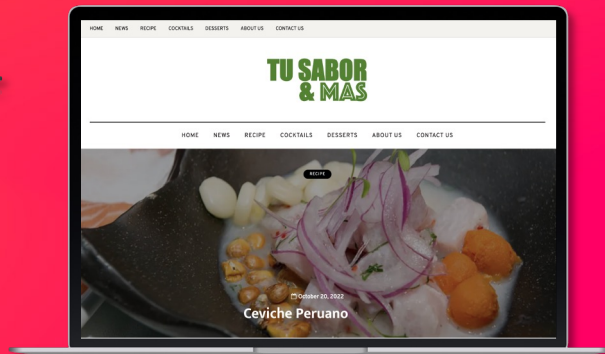 HOME NEWS RECIPE COCKTAILS DESSERTS ABOUT US CONTACT US
TU SABOR
& MAS
HOME NEWS RECIPE COCKTAILS DESSERTS ABOUT US CONTACT US
RECIPE
October 20, 2022
Ceviche Peruano